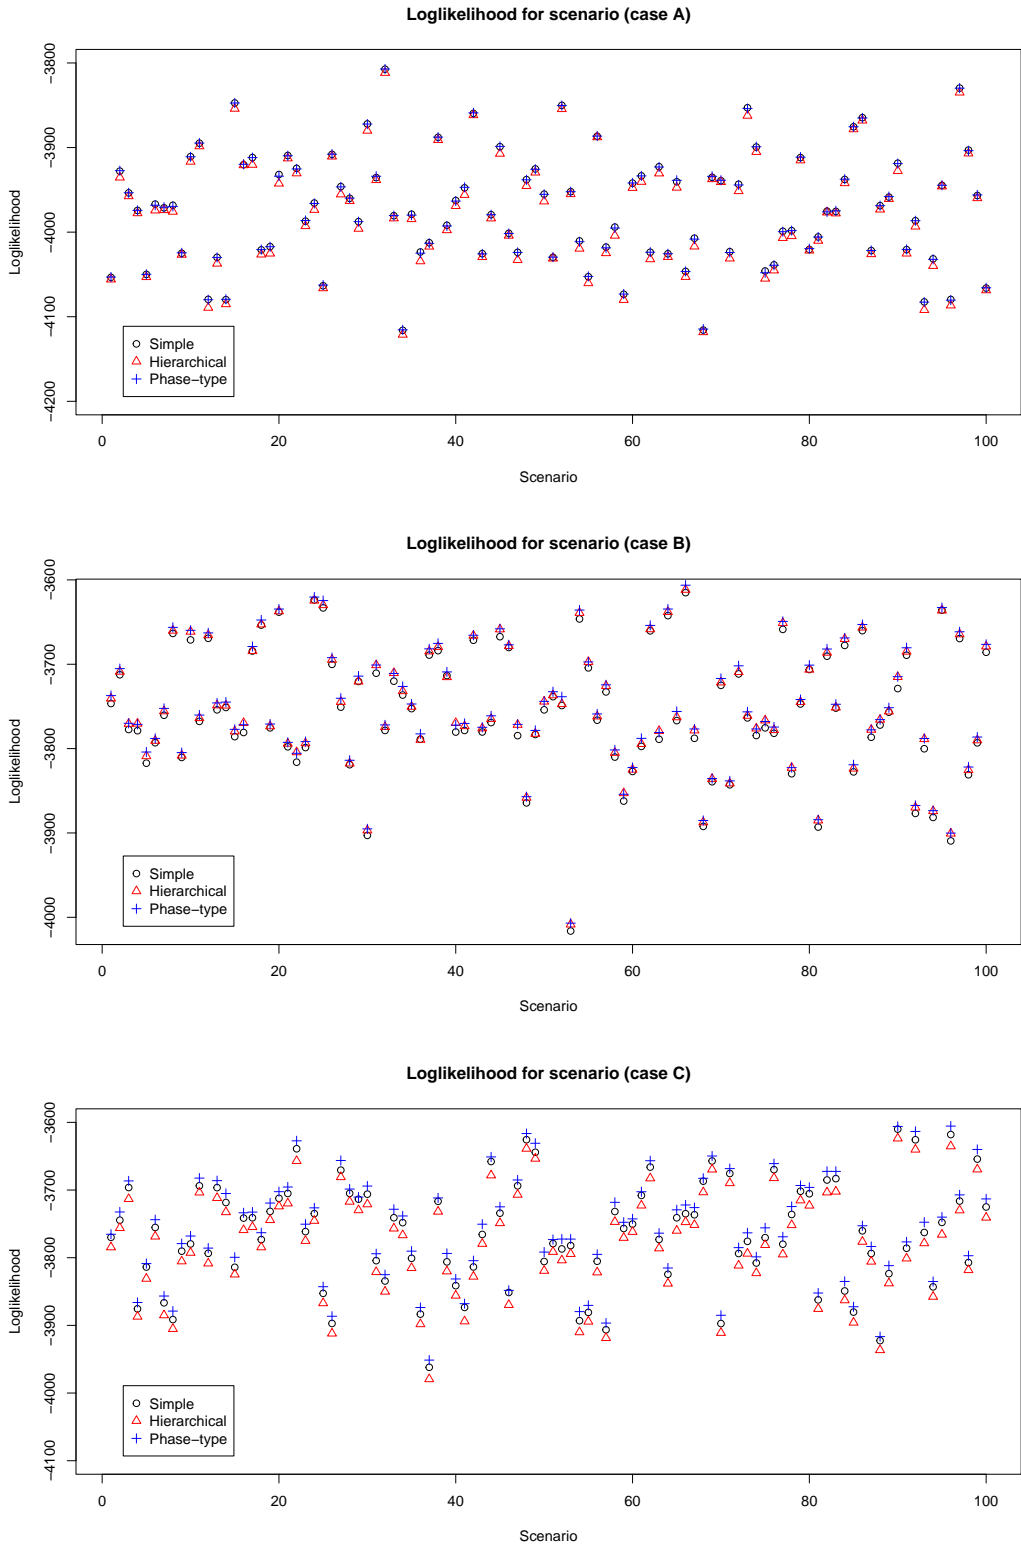 Loglikelihood for scenario (case A)
−3800
−3900
−4000
−4100
−4200
Loglikelihood
Simple
Hierarchical
Phase−type
0
20
40
60
80
100
Scenario
Loglikelihood for scenario (case B)
−3600
−3700
−3800
−3900
−4000
Loglikelihood
Simple
Hierarchical
Phase−type
0
20
40
60
80
100
Scenario
Loglikelihood for scenario (case C)
−3600
−3700
−3800
−3900
−4000
−4100
Loglikelihood
Simple
Hierarchical
Phase−type
0
20
40
60
80
100
Scenario